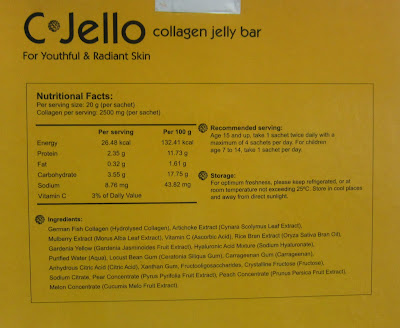 C•Jello collagen jelly bar
For Youthful & Radiant Skin
Nutritional Facts:
Per serving size: 20 g (per sachet)
Collagen per serving: 2500 mg (per sachet)
Per serving Per 100 g
Energy 26.48 kcal 132.41 kcal
Protein 2.35 g 11.73 g
Fat 0.32 g 1.61 g
Carbohydrate 3.55 g 17.75 g
Sodium 8.76 mg 43.82 mg
Vitamin C 3% of Daily Value
Recommended serving:
Age 15 and up, take 1 sachet twice daily with a
maximum of 4 sachets per day. For children
age 7 to 14, take 1 sachet per day.
Storage:
For optimum freshness, please keep refrigerated, or at
room temperature not exceeding 25ºC. Store in cool places
and away from direct sunlight.
Ingredients:
German Fish Collagen (Hydrolysed Collagen), Artichoke Extract (Cynara Scolymus Leaf Extract),
Mulberry Extract (Morus Alba Leaf Extract), Vitamin C (Ascorbic Acid), Rice Bran Extract (Oryza Sativa Bran Oil),
Gardenia Yellow (Gardenia Jasminoides Fruit Extract), Hyaluronic Acid Mixture (Sodium Hyaluronate),
Purified Water (Aqua), Locust Bean Gum (Ceratonia Siliqua Gum), Carrageenan Gum (Carrageenan),
Anhydrous Citric Acid (Citric Acid), Xanthan Gum, Fructooligosaccharides, Crystalline Fructose (Fructose),
Sodium Citrate, Pear Concentrate (Pyrus Pyrifolia Fruit Extract), Peach Concentrate (Prunus Persica Fruit Extract),
Melon Concentrate (Cucumis Melo Fruit Extract).